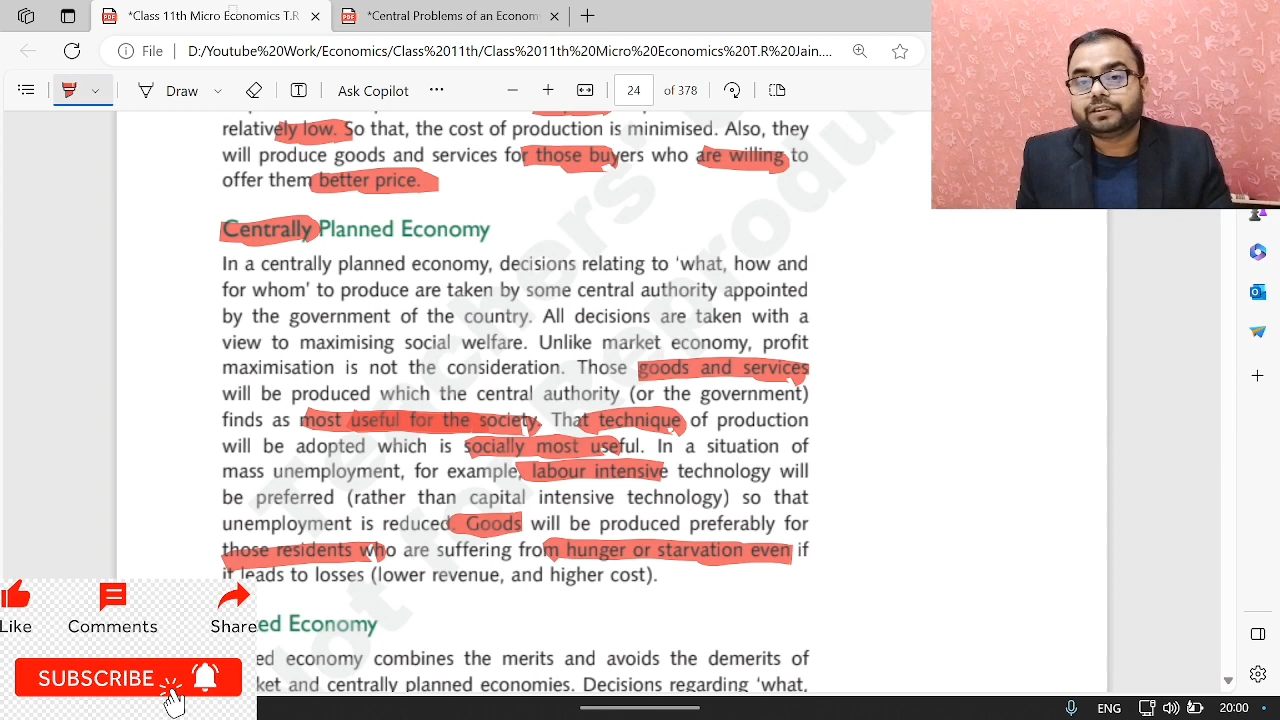 *Class 11th Micro Economics T.R
*Central Problems of an Econom
File D:/Youtube%20Work/Economics/Class%2011th/Class%2011th%20Micro%20Economics%20T.R%20Jain....
Draw Ask Copilot 24 of 378
relatively low. So that, the cost of production is minimised. Also, they
will produce goods and services for those buyers who are willing to
offer them better price.
Centrally Planned Economy
In a centrally planned economy, decisions relating to ‘what, how and
for whom’ to produce are taken by some central authority appointed
by the government of the country. All decisions are taken with a
view to maximising social welfare. Unlike market economy, profit
maximisation is not the consideration. Those goods and services
will be produced which the central authority (or the government)
finds as most useful for the society. That technique of production
will be adopted which is socially most useful. In a situation of
mass unemployment, for example, labour intensive technology will
be preferred (rather than capital intensive technology) so that
unemployment is reduced. Goods will be produced preferably for
those residents who are suffering from hunger or starvation even if
it leads to losses (lower revenue, and higher cost).
ed Economy
ed economy combines the merits and avoids the demerits of
ket and centrally planned economies. Decisions regarding ‘what,
Like Comments Share
SUBSCRIBE
ENG 20:00